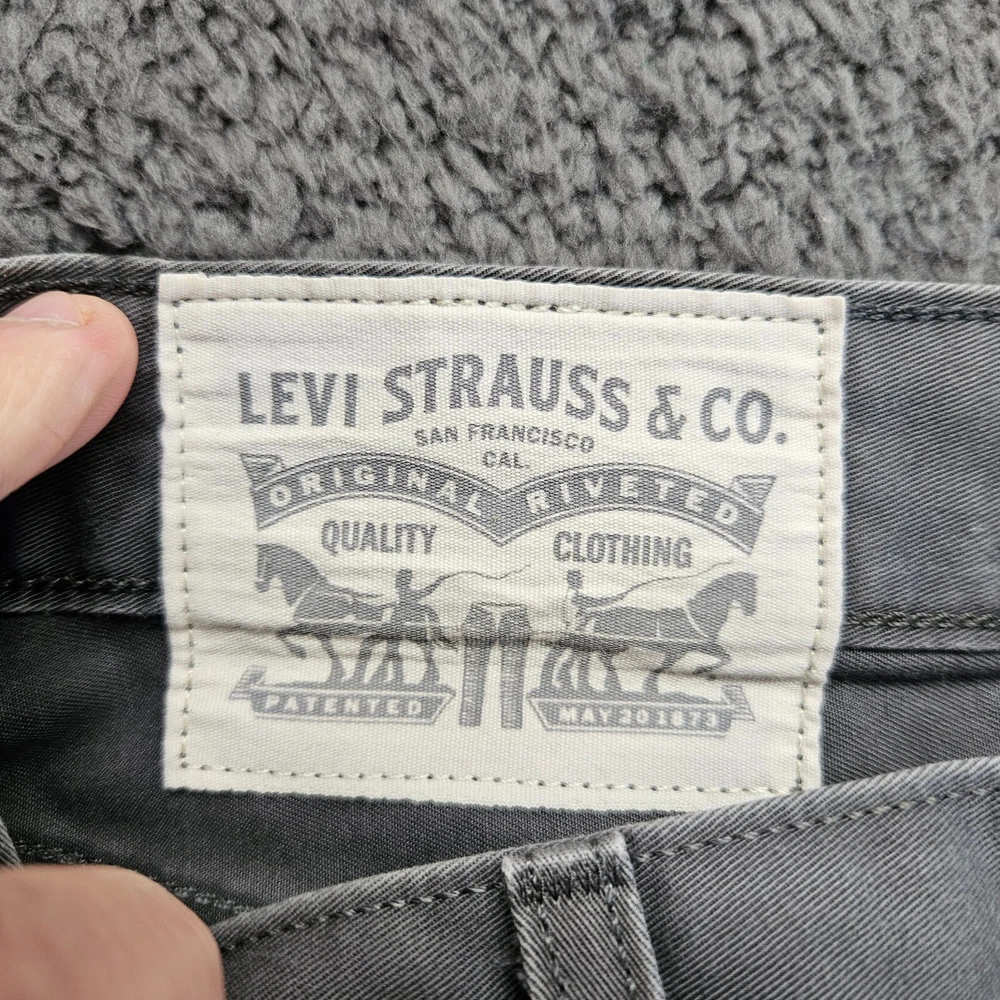 LEVI STRAUSS & CO.
SAN FRANCISCO
CAL.
ORIGINAL RIVETED
QUALITY CLOTHING
PATENTED MAY 20 1873